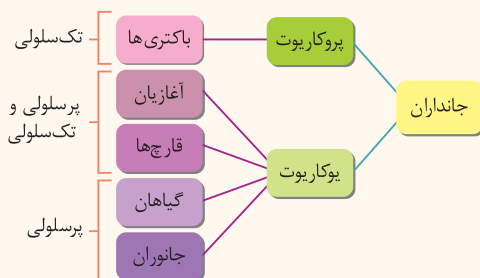 جانداران
پروکاریوت
باکتری‌ها
تک‌سلولی
یوکاریوت
آغازیان
قارچ‌ها
پرسلولی و
تک‌سلولی
گیاهان
جانوران
پرسلولی